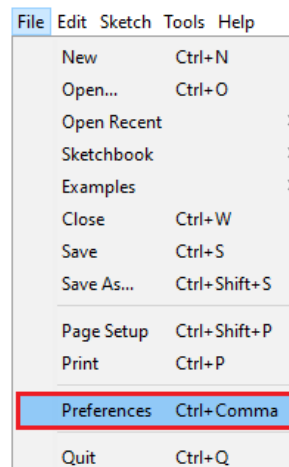 File Edit Sketch Tools Help
New Ctrl+N
Open... Ctrl+O
Open Recent
Sketchbook
Examples
Close Ctrl+W
Save Ctrl+S
Save As... Ctrl+Shift+S
Page Setup Ctrl+Shift+P
Print Ctrl+P
Preferences Ctrl+Comma
Quit Ctrl+Q